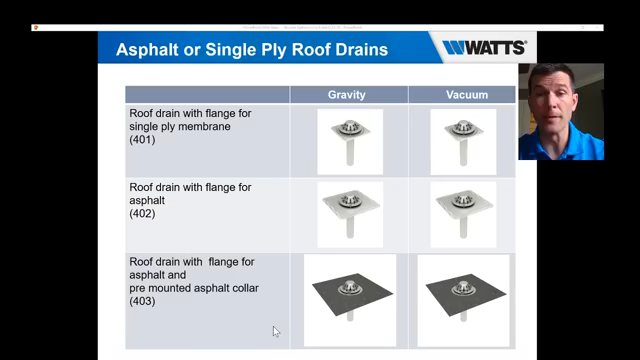 Asphalt or Single Ply Roof Drains
WATTS
Gravity
Vacuum
Roof drain with flange for
single ply membrane
(401)
Roof drain with flange for
asphalt
(402)
Roof drain with flange for
asphalt and
pre mounted asphalt collar
(403)